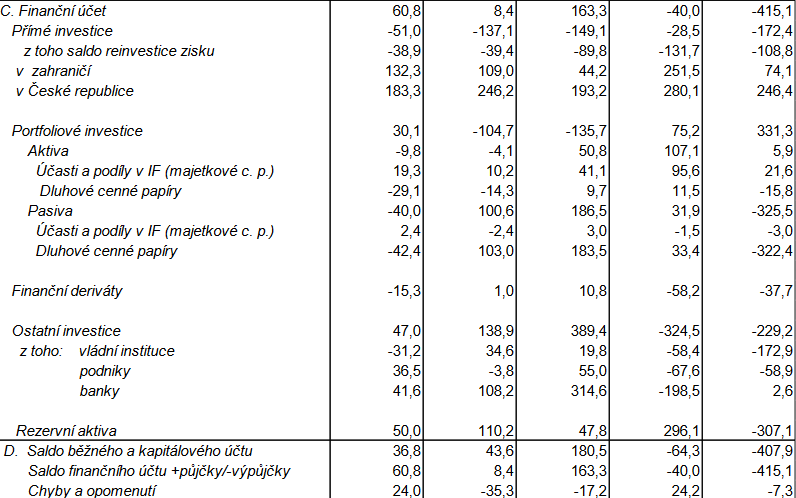 C. Finanční účet 60,8 8,4 163,3 -40,0 -415,1
Přímé investice -51,0 -137,1 -149,1 -28,5 -172,4
z toho saldo reinvestice zisku -38,9 -39,4 -89,8 -131,7 -108,8
v zahraničí 132,3 109,0 44,2 251,5 74,1
v České republice 183,3 246,2 193,2 280,1 246,4
Portfoliové investice 30,1 -104,7 -135,7 75,2 331,3
Aktiva -9,8 -4,1 50,8 107,1 5,9
Účasti a podíly v IF (majetkové c. p.) 19,3 10,2 41,1 95,6 21,6
Dluhové cenné papíry -29,1 -14,3 9,7 11,5 -15,8
Pasiva -40,0 100,6 186,5 31,9 -325,5
Účasti a podíly v IF (majetkové c. p.) 2,4 -2,4 3,0 -1,5 -3,0
Dluhové cenné papíry -42,4 103,0 183,5 33,4 -322,4
Finanční deriváty -15,3 1,0 10,8 -58,2 -37,7
Ostatní investice 47,0 138,9 389,4 -324,5 -229,2
z toho: vládní instituce -31,2 34,6 19,8 -58,4 -172,9
podniky 36,5 -3,8 55,0 -67,6 -58,9
banky 41,6 108,2 314,6 -198,5 2,6
Rezervní aktiva 50,0 110,2 47,8 296,1 -307,1
D. Saldo běžného a kapitálového účtu 36,8 43,6 180,5 -64,3 -407,9
Saldo finančního účtu +půjčky/-výpůjčky 60,8 8,4 163,3 -40,0 -415,1
Chyby a opomenutí 24,0 -35,3 -17,2 24,2 -7,3